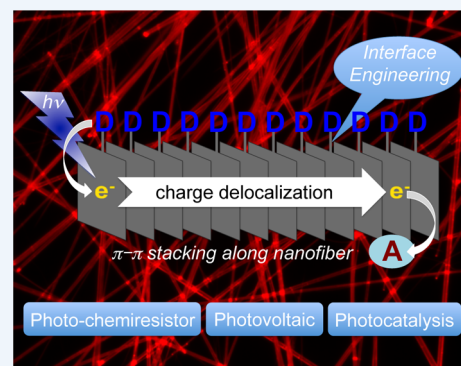 Interface
Engineering
hν
D D D D D D D D D D D
e⁻ charge delocalization e⁻
π−π stacking along nanofiber
A
Photo-chemiresistor Photovoltaic Photocatalysis